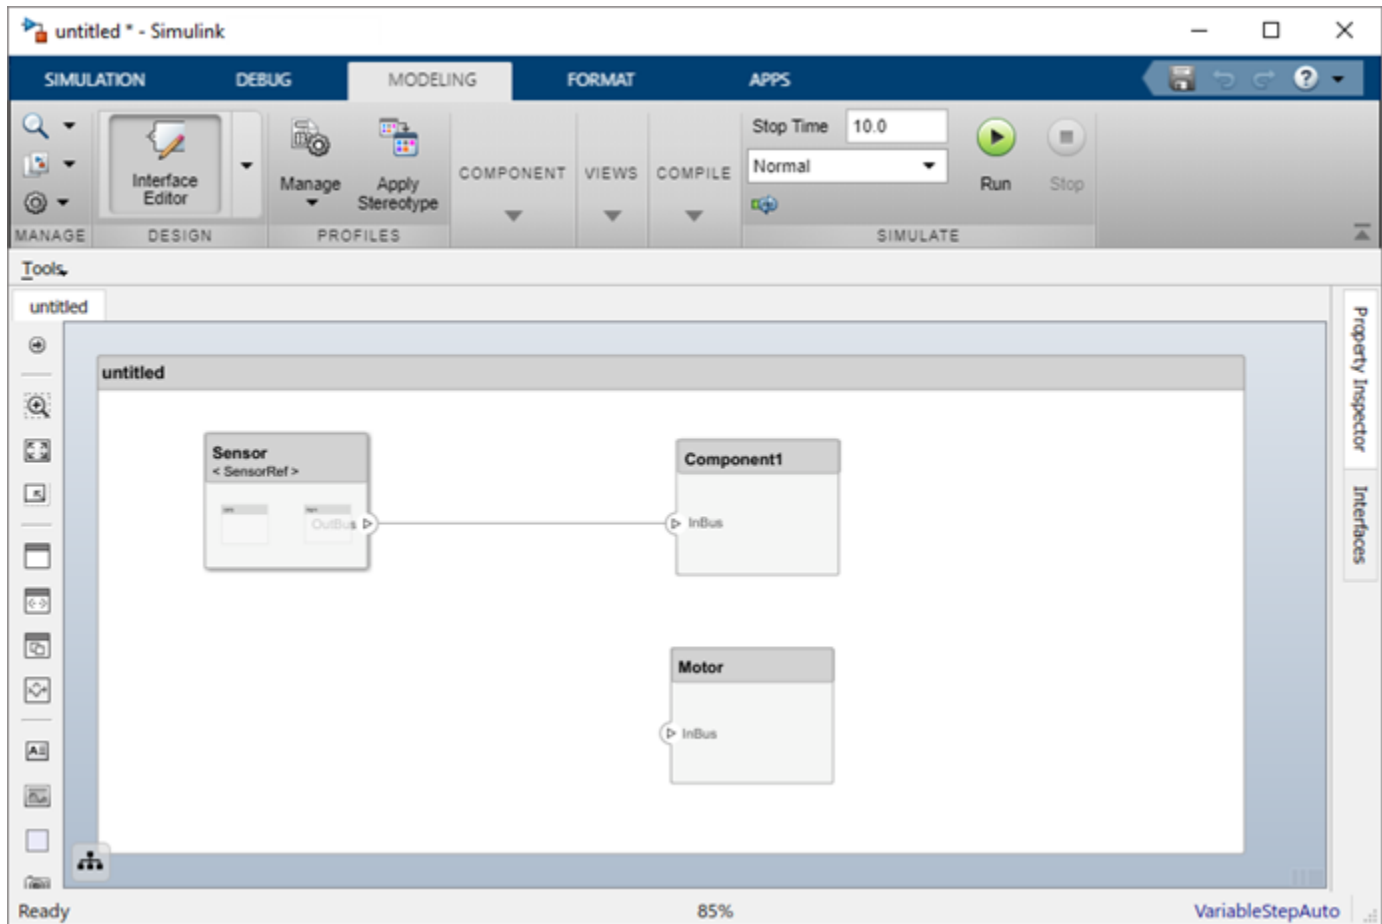 untitled * - Simulink
SIMULATION DEBUG MODELING FORMAT APPS
Stop Time 10.0
Normal
Interface
Editor
Manage
Apply
Stereotype
COMPONENT VIEWS COMPILE
Run Stop
MANAGE DESIGN PROFILES SIMULATE
Tools
untitled
untitled
Sensor
< SensorRef >
OutBus
Component1
InBus
Motor
InBus
Property Inspector
Interfaces
Ready 85% VariableStepAuto